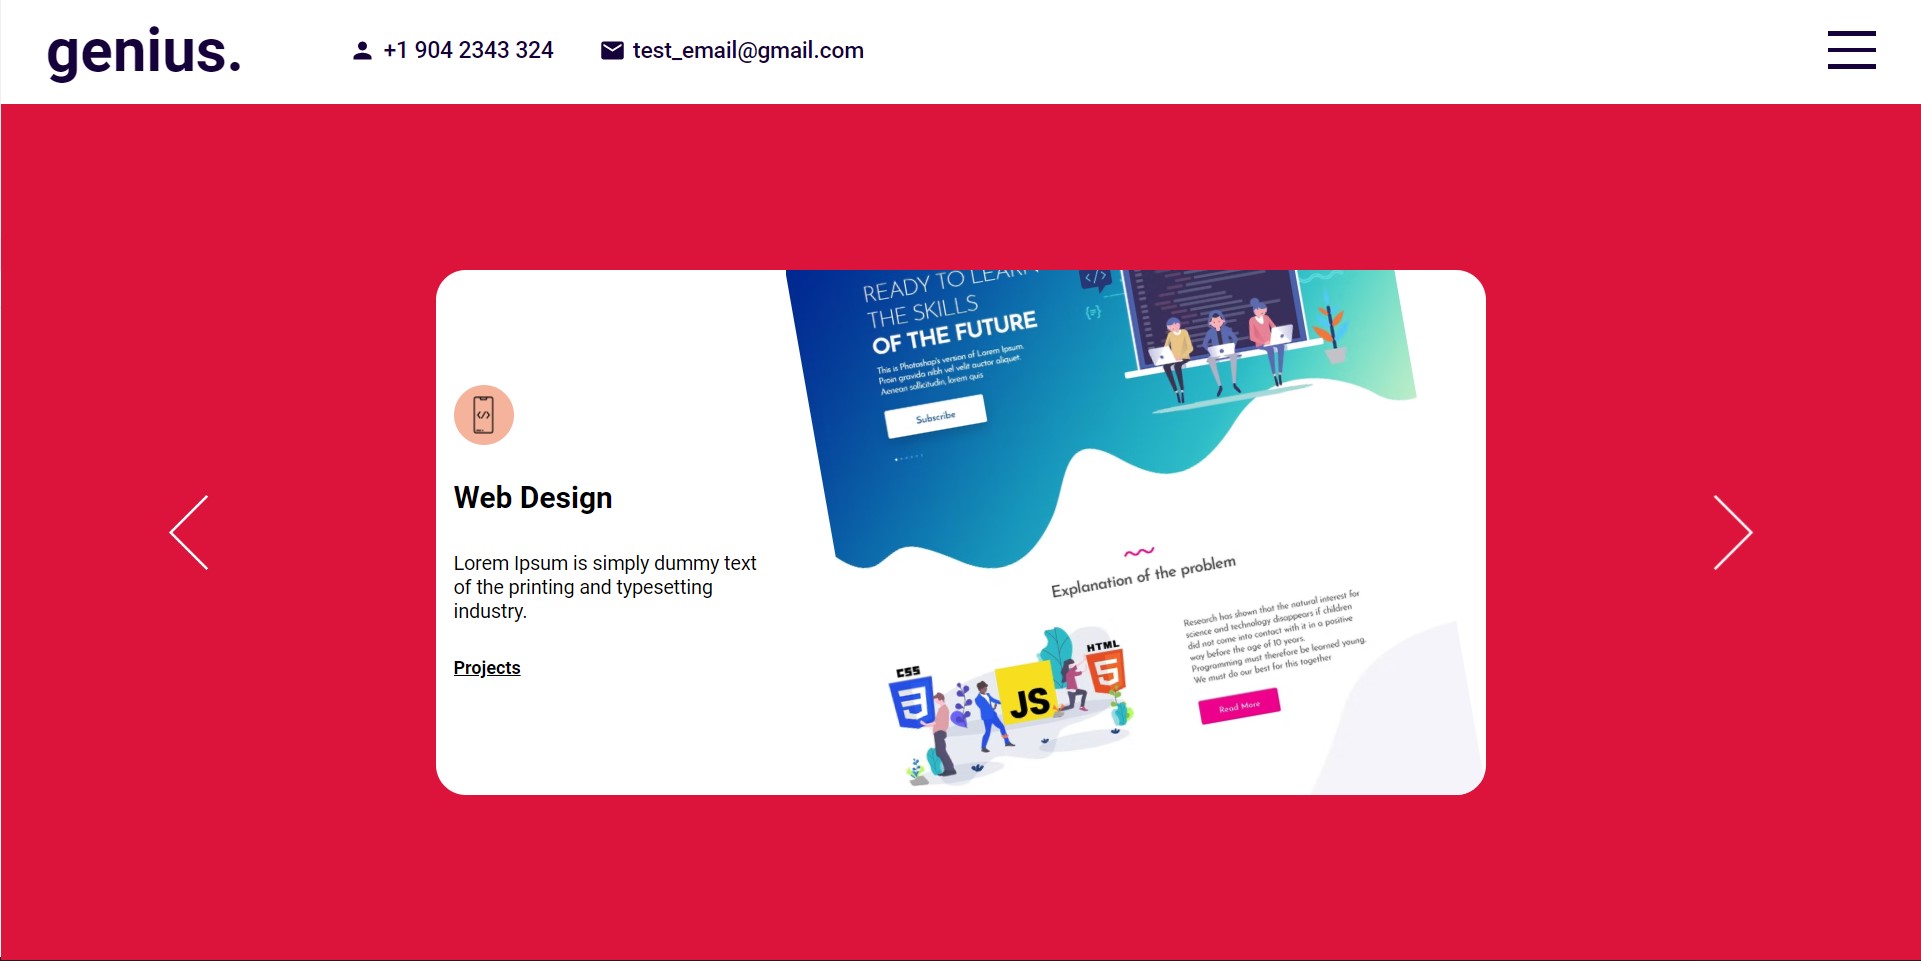 genius.
+1 904 2343 324
test_email@gmail.com
Web Design
Lorem Ipsum is simply dummy text
of the printing and typesetting
industry.
Projects
READY TO LEARN
THE SKILLS
OF THE FUTURE
This is Photoshop's version of Lorem Ipsum.
Proin gravida nibh vel velit auctor aliquet.
Aenean sollicitudin, lorem quis
Subscribe
</>
Explanation of the problem
Research has shown that the natural interest for
science and technology disappears if children
did not come into contact with it in a positive
way before the age of 10 years.
Programming must therefore be learned young.
We must do our best for this together
Read More
CSS
3
JS
HTML
5